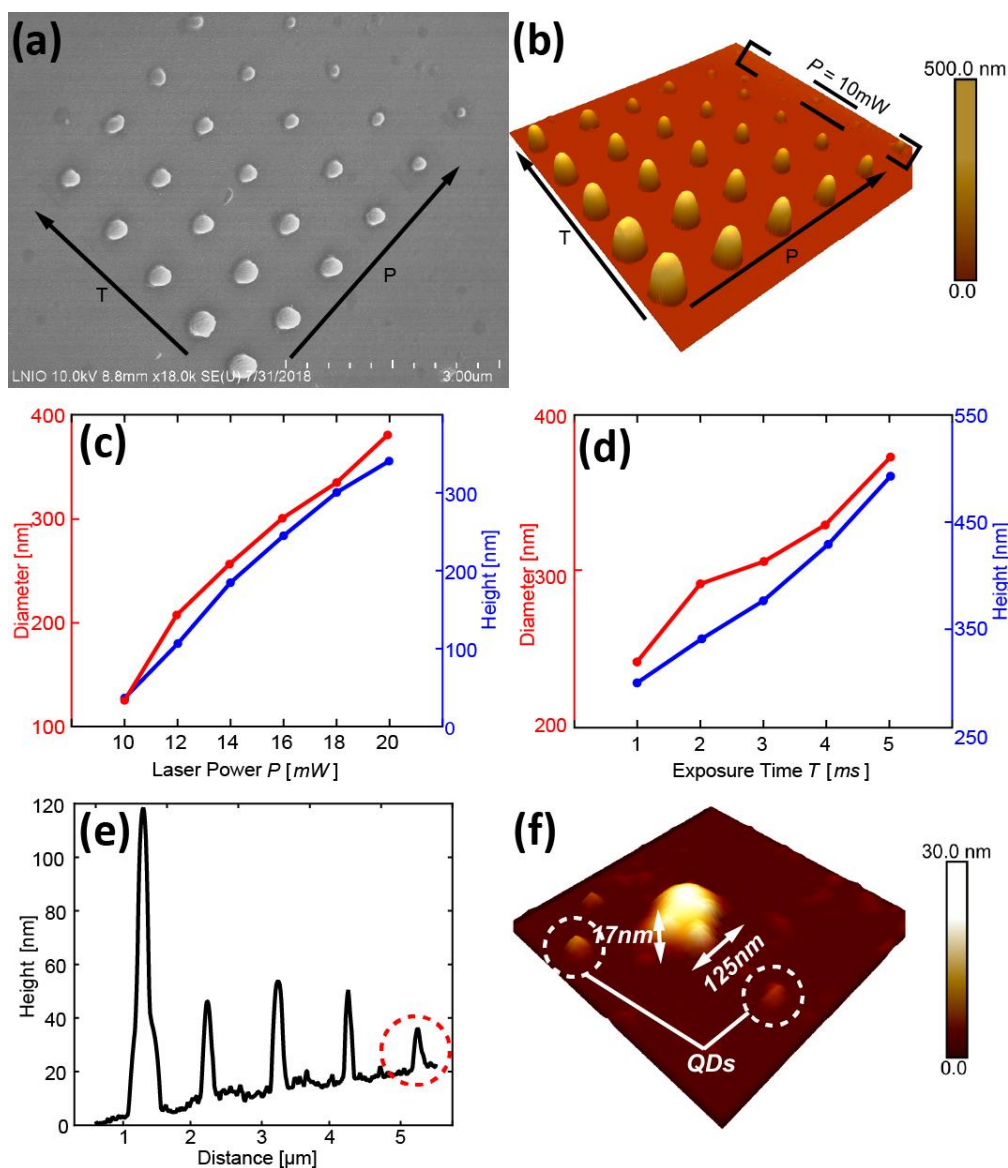 (a)
T
P
LNIO 10.0kV 8.8mm x18.0k SE(U) 7/31/2018
3.00um
(b)
P = 10mW
T
P
500.0 nm
0.0
(c)
400
300
200
100
Diameter [nm]
300
200
100
0
Height [nm]
10 12 14 16 18 20
Laser Power P [mW]
(d)
400
300
200
Diameter [nm]
550
450
350
250
Height [nm]
1 2 3 4 5
Exposure Time T [ms]
(e)
120
100
80
60
40
20
0
Height [nm]
1 2 3 4 5
Distance [µm]
(f)
17nm
125nm
QDs
30.0 nm
0.0